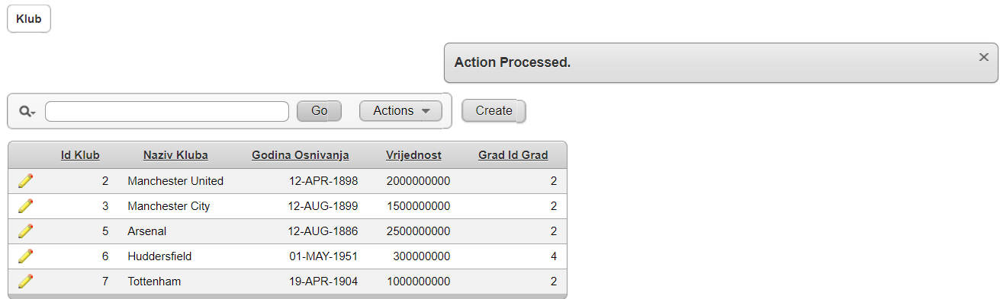 Klub
Action Processed.
Go Actions Create
Id Klub Naziv Kluba Godina Osnivanja Vrijednost Grad Id Grad
2 Manchester United 12-APR-1898 2000000000 2
3 Manchester City 12-AUG-1899 1500000000 2
5 Arsenal 12-AUG-1886 2500000000 2
6 Huddersfield 01-MAY-1951 300000000 4
7 Tottenham 19-APR-1904 1000000000 2